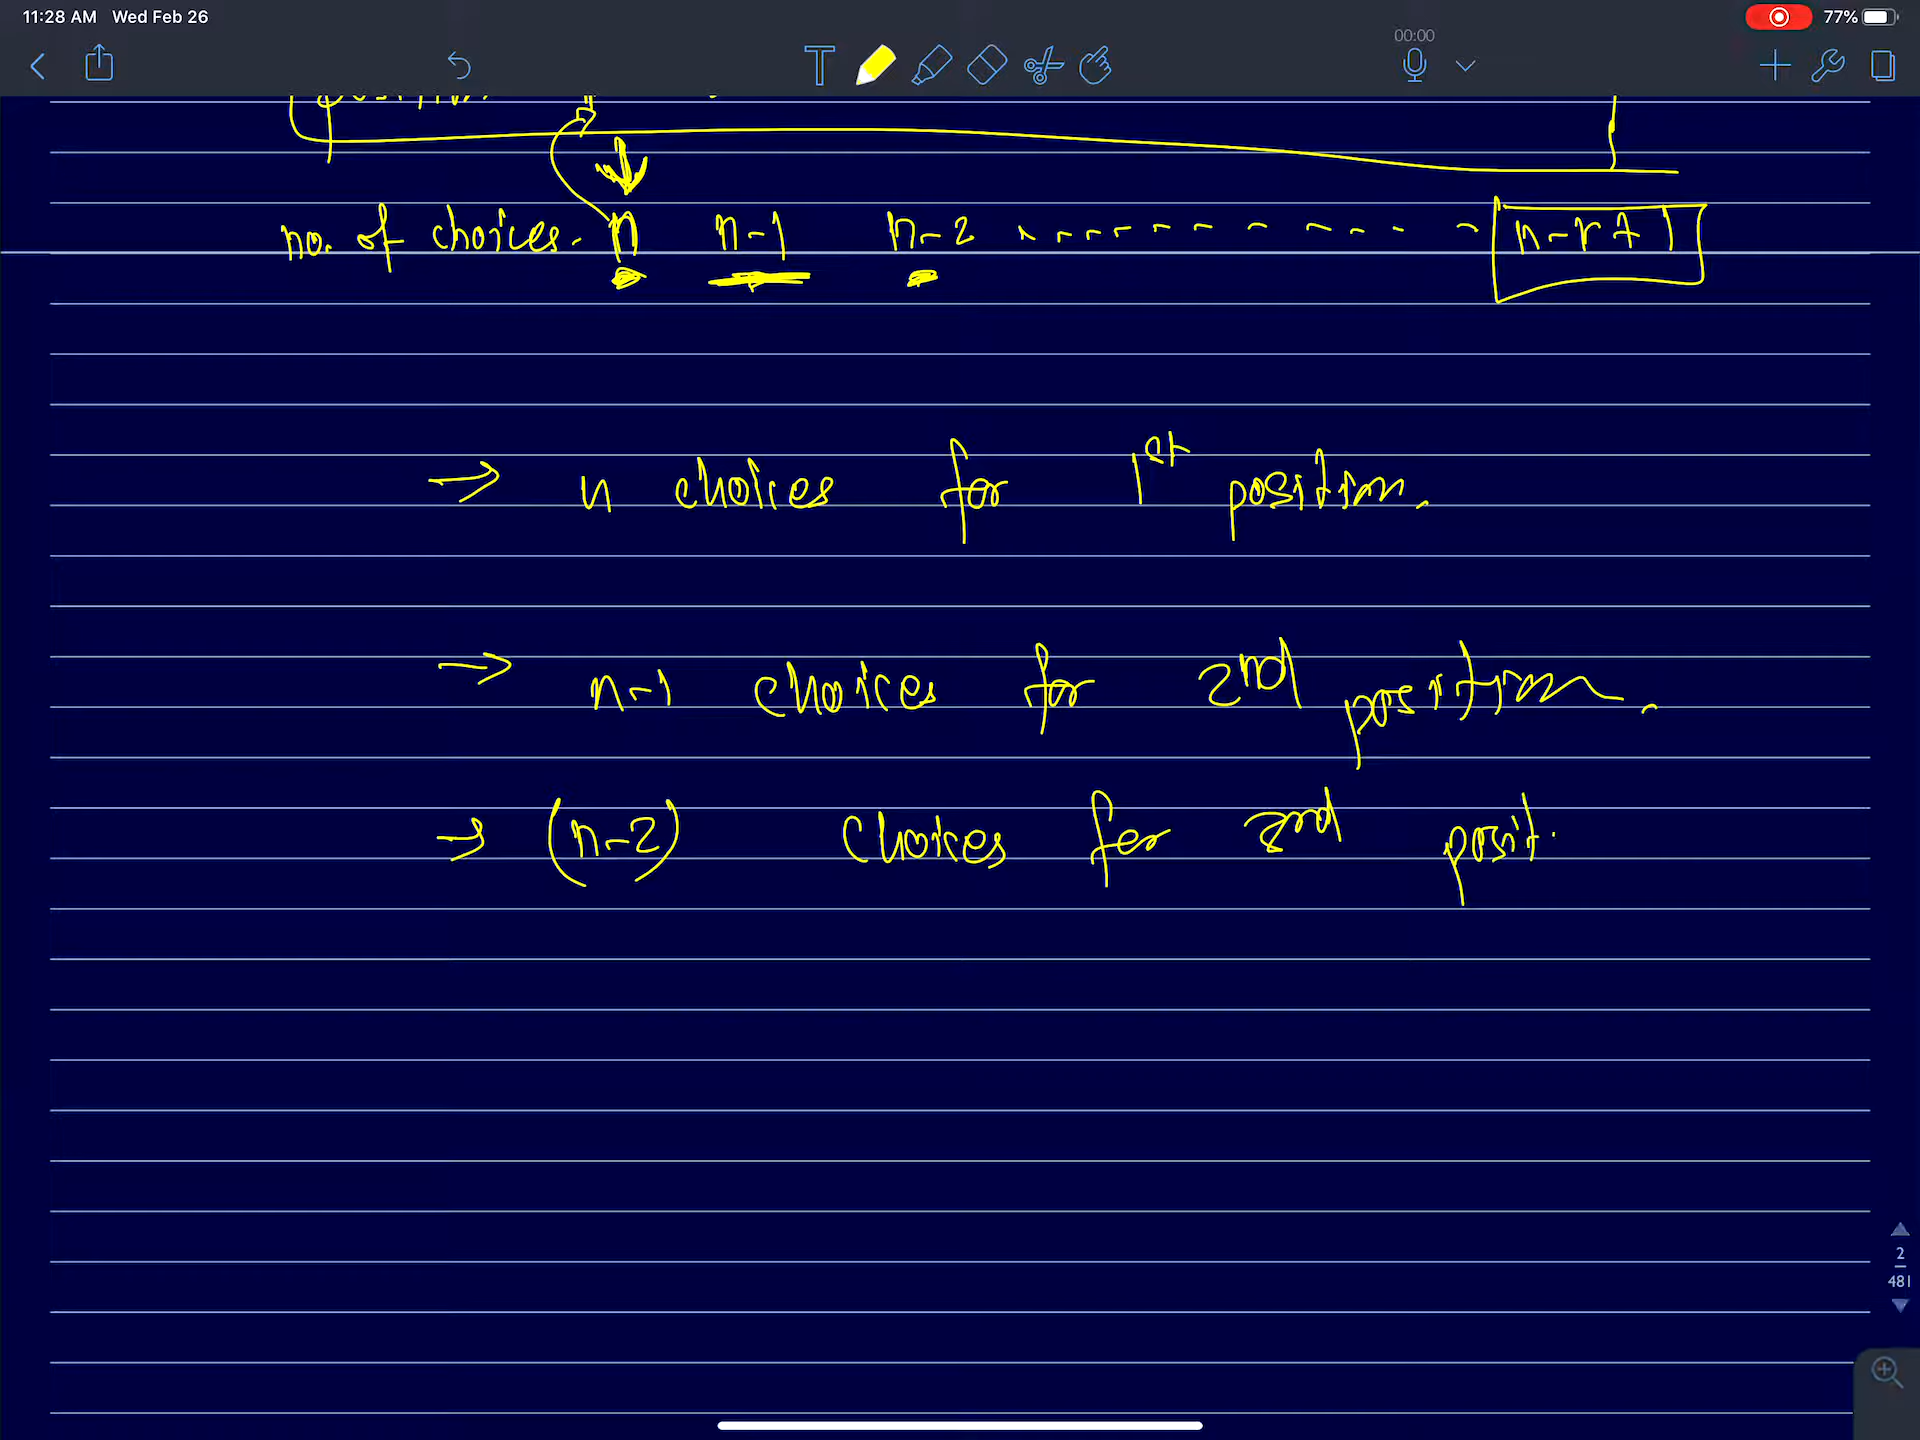 11:28 AM Wed Feb 26 77%
00:00
position
no. of choices. n n-1 n-2 - - - - - - - - - - n-r+1
→ n choices for 1st position.
→ n-1 choices for 2nd position.
→ (n-2) choices for 3rd posit.
2
481